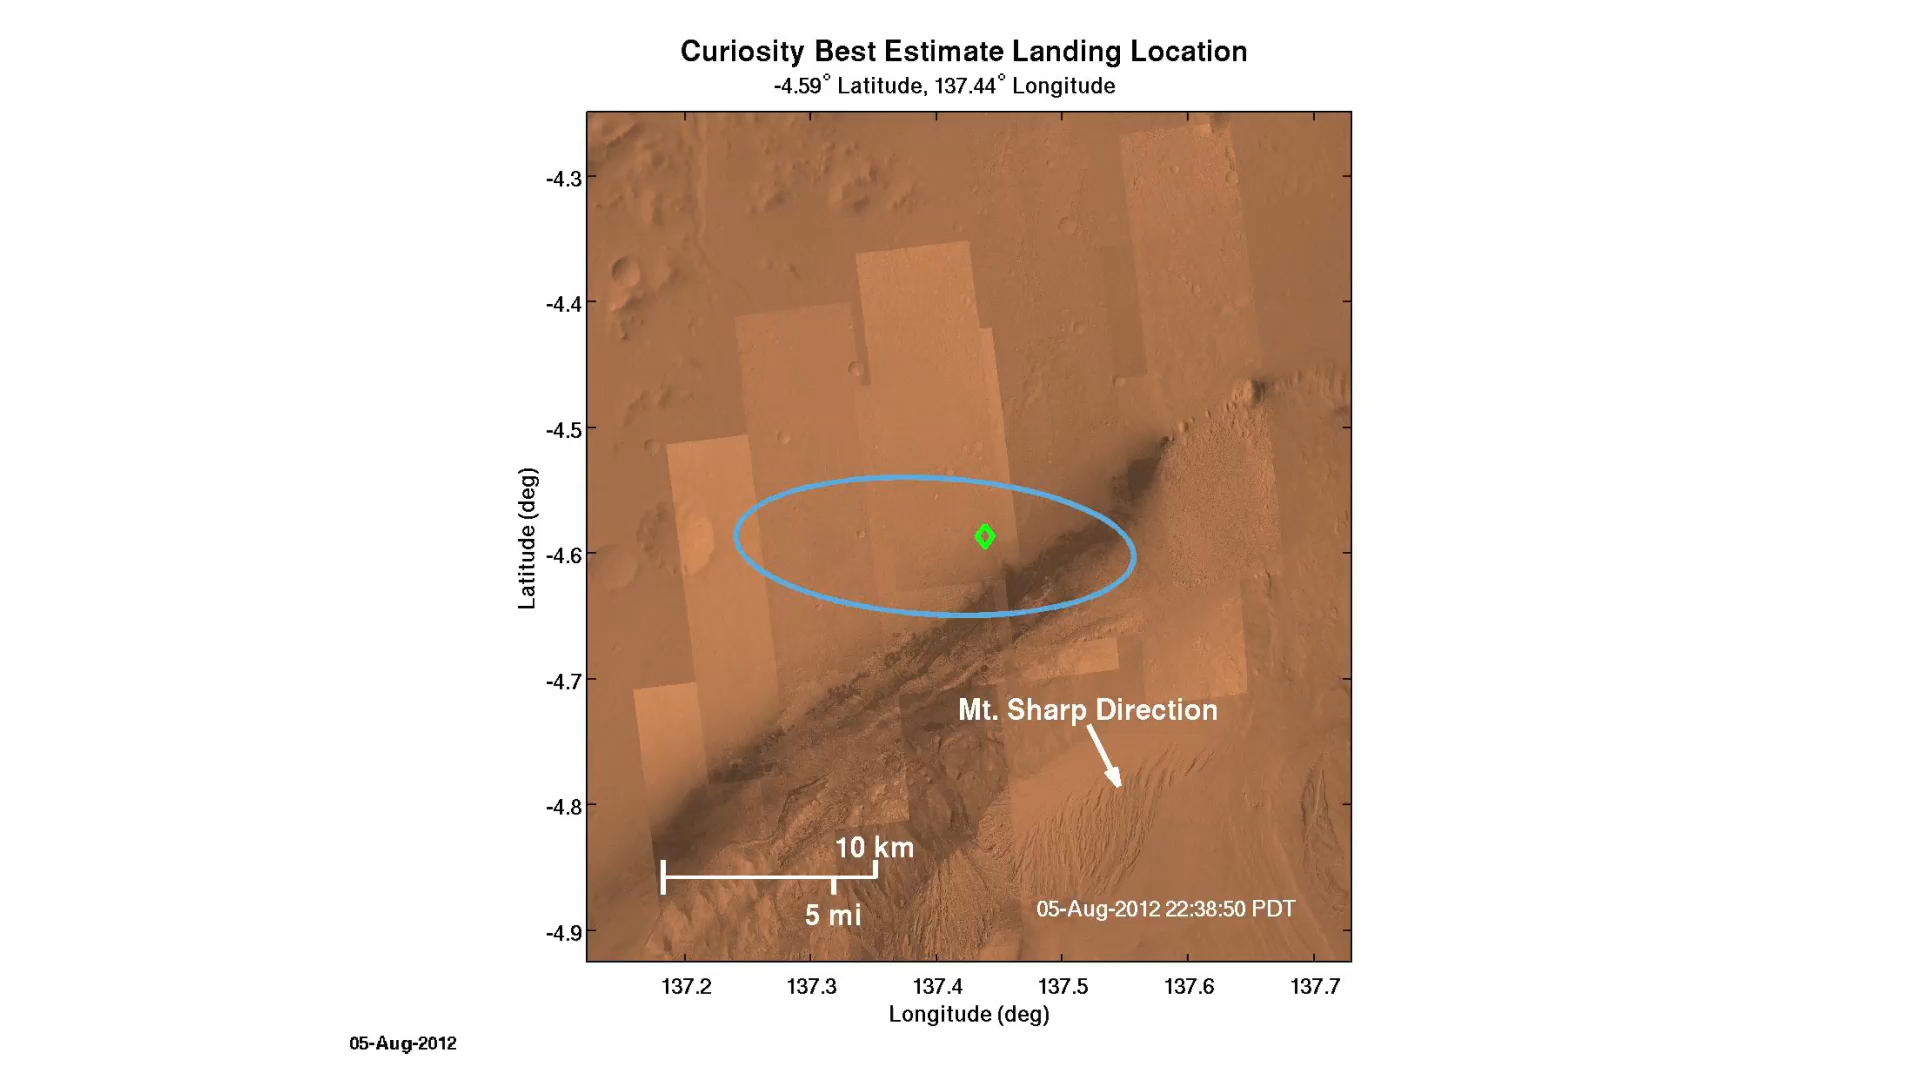 Curiosity Best Estimate Landing Location
-4.59° Latitude, 137.44° Longitude
-4.3
-4.4
-4.5
-4.6
-4.7
-4.8
-4.9
Latitude (deg)
Mt. Sharp Direction
10 km
5 mi
05-Aug-2012 22:38:50 PDT
137.2 137.3 137.4 137.5 137.6 137.7
Longitude (deg)
05-Aug-2012